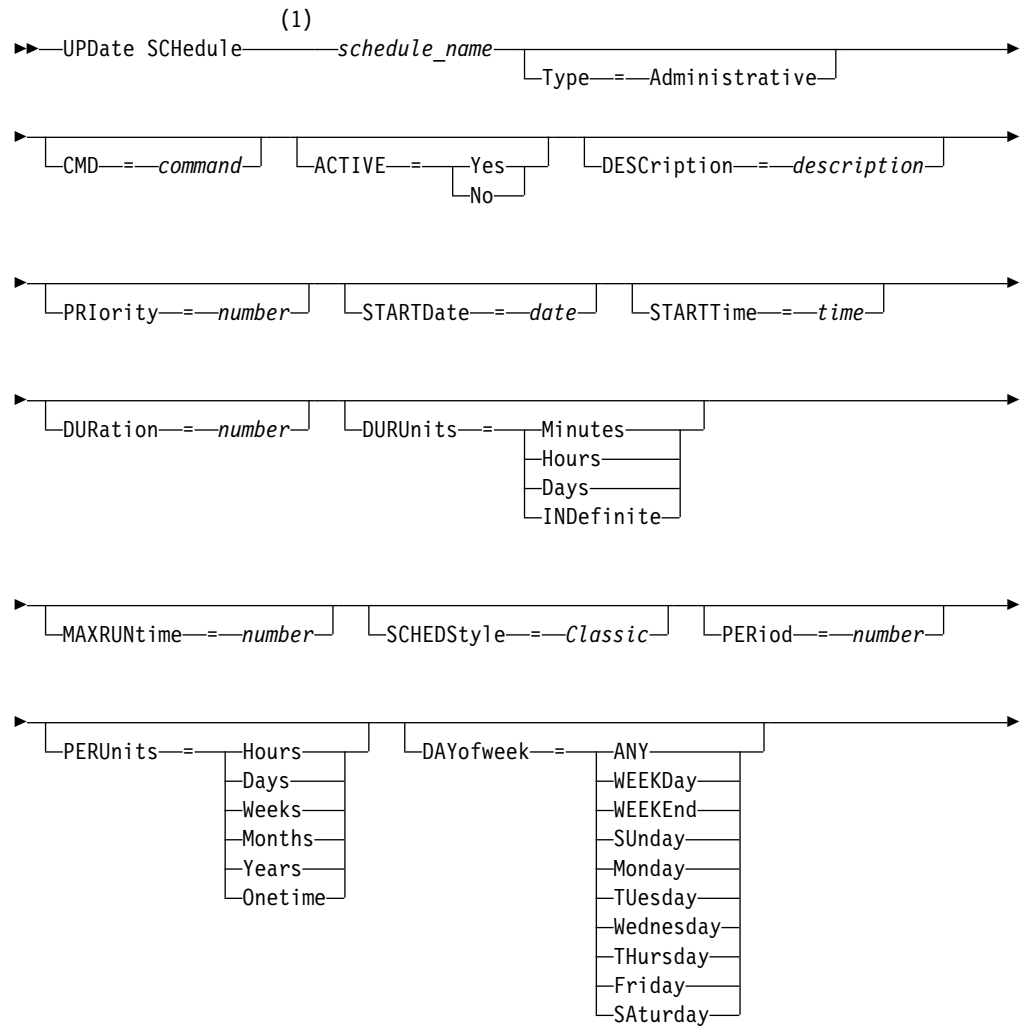 (1)
UPDate SCHedule schedule_name
Type = Administrative
CMD = command ACTIVE = Yes DESCription = description
No
PRIority = number STARTDate = date STARTTime = time
DURation = number DURUnits = Minutes
Hours
Days
INDefinite
MAXRUNtime = number SCHEDStyle = Classic PERiod = number
PERUnits = Hours DAYofweek = ANY
Days WEEKDay
Weeks WEEKEnd
Months SUnday
Years Monday
Onetime TUesday
Wednesday
THursday
Friday
SAturday